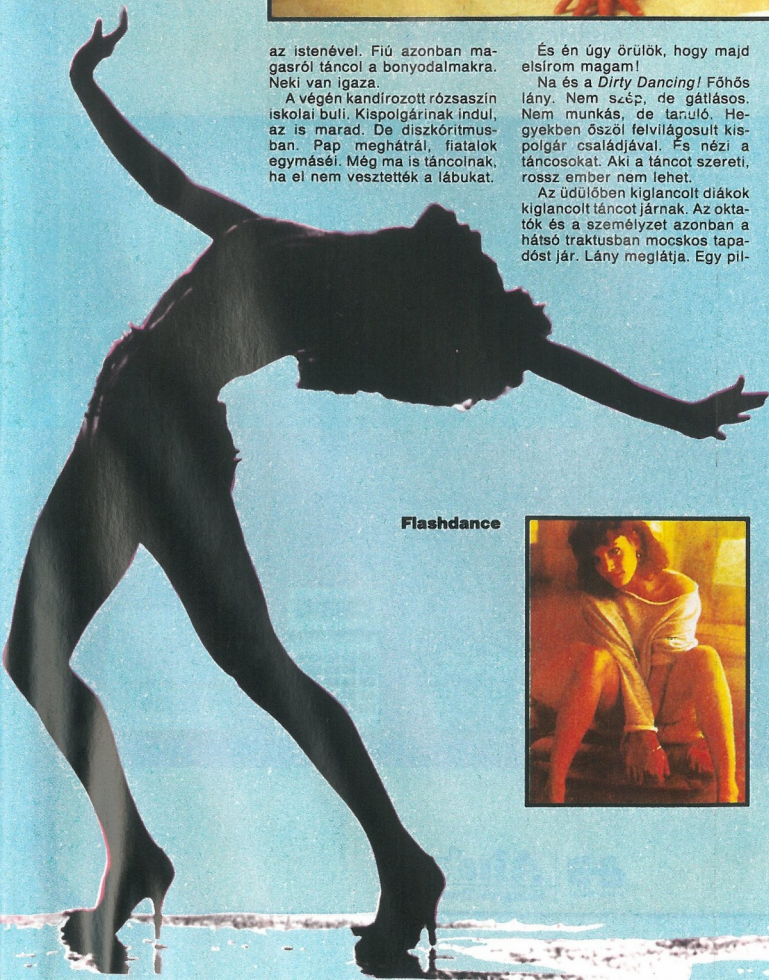 az istenével. Fiú azonban ma-
gasról táncol a bonyodalmakra.
Neki van igaza.
A végén kandírozott rózsaszín
iskolai buli. Kispolgárinak indul,
az is marad. De diszkóritmus-
ban. Pap meghátrál, fiatalok
egymáséi. Még ma is táncolnak,
ha el nem vesztették a lábukat.
És én úgy örülök, hogy majd
elsírom magam!
Na és a Dirty Dancing! Főhős
lány. Nem szép, de gátlásos.
Nem munkás, de tanuló. He-
gyekben őszöl felvilágosult kis-
polgár családjával. És nézi a
táncosokat. Aki a táncot szereti,
rossz ember nem lehet.
Az üdülőben kiglancolt diákok
kiglancolt táncot járnak. Az okta-
tók és a személyzet azonban a
hátsó traktusban mocskos tapa-
dóst jár. Lány meglátja. Egy pil-
Flashdance